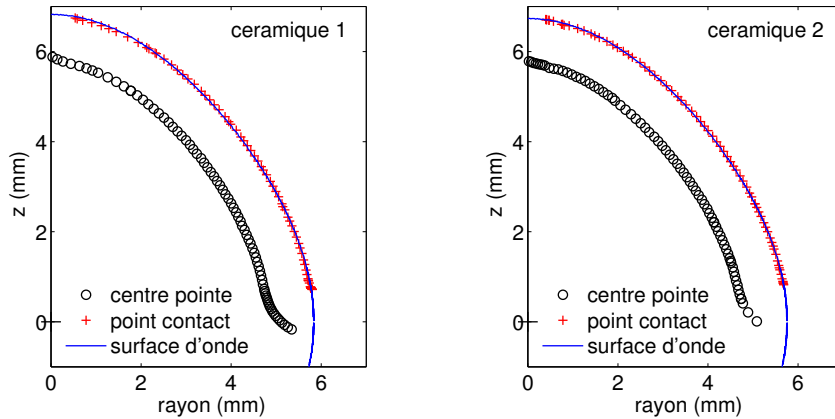 ceramique 1
6
4
2
0
z (mm)
centre pointe
point contact
surface d'onde
0 2 4 6
rayon (mm)
ceramique 2
6
4
2
0
z (mm)
centre pointe
point contact
surface d'onde
0 2 4 6
rayon (mm)